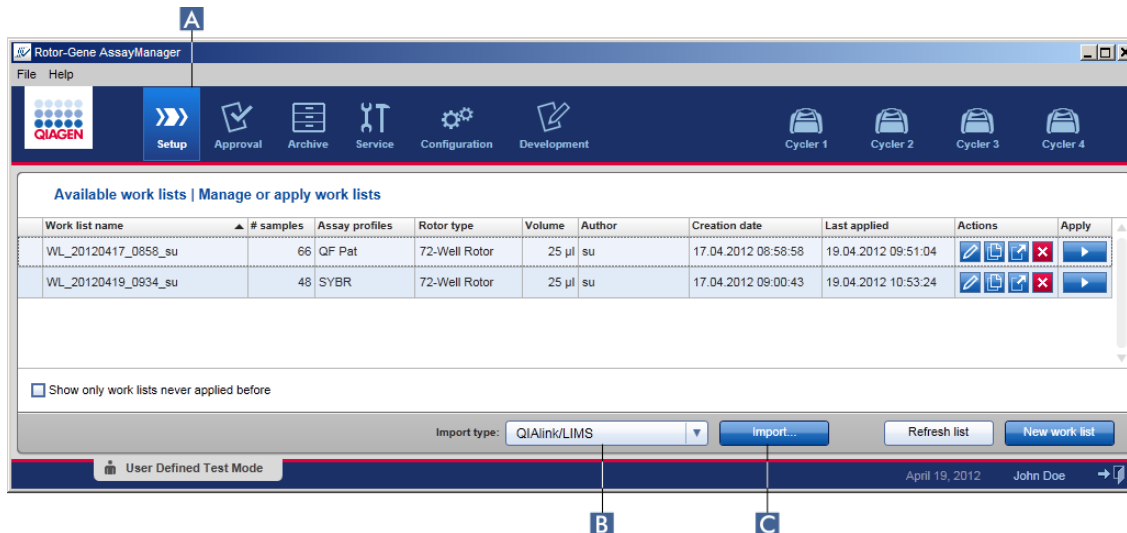 A
Rotor-Gene AssayManager
File Help
QIAGEN
Setup Approval Archive Service Configuration Development Cycler 1 Cycler 2 Cycler 3 Cycler 4
Available work lists | Manage or apply work lists
Work list name # samples Assay profiles Rotor type Volume Author Creation date Last applied Actions Apply
WL_20120417_0858_su 66 QF Pat 72-Well Rotor 25 µl su 17.04.2012 08:58:58 19.04.2012 09:51:04
WL_20120419_0934_su 48 SYBR 72-Well Rotor 25 µl su 17.04.2012 09:00:43 19.04.2012 10:53:24
Show only work lists never applied before
Import type: QIAlink/LIMS Import... Refresh list New work list
User Defined Test Mode April 19, 2012 John Doe
B C